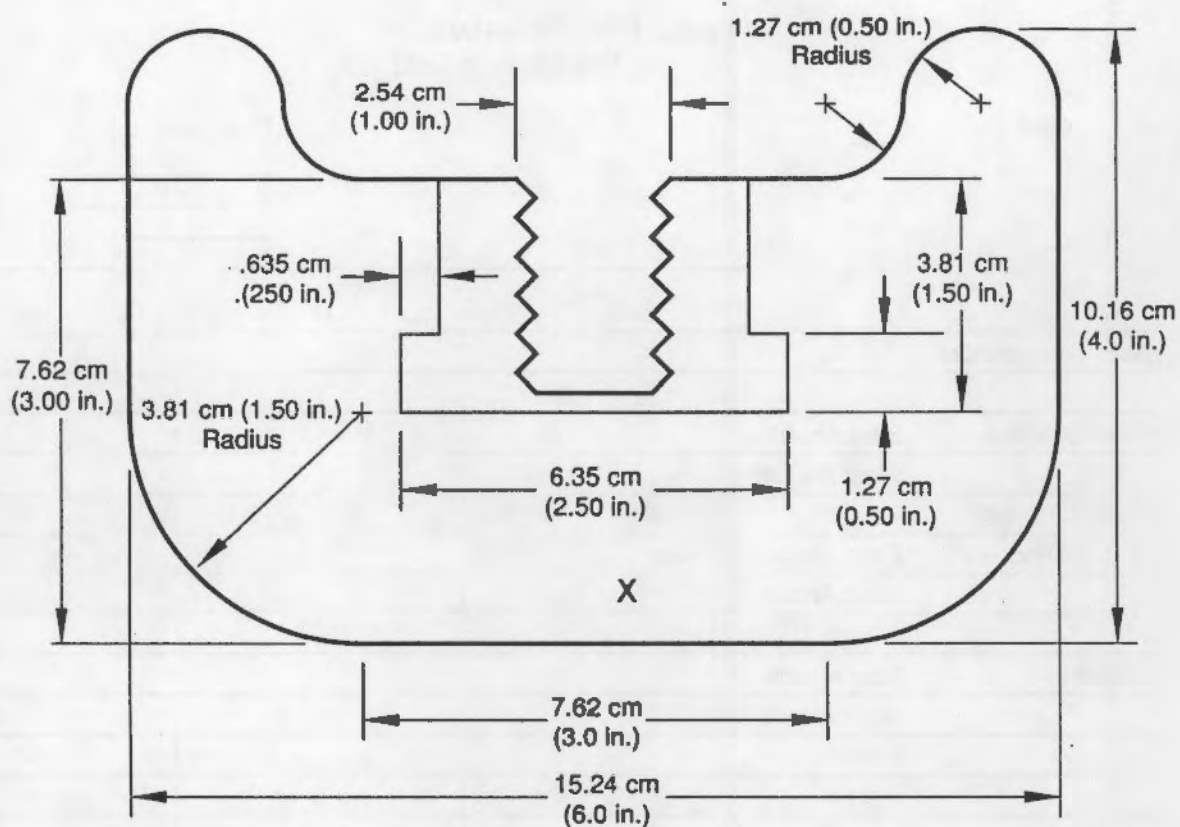 1.27 cm (0.50 in.)
Radius
2.54 cm
(1.00 in.)
.635 cm
.(250 in.)
3.81 cm
(1.50 in.)
10.16 cm
(4.0 in.)
7.62 cm
(3.00 in.)
3.81 cm (1.50 in.)
Radius
6.35 cm
(2.50 in.)
1.27 cm
(0.50 in.)
X
7.62 cm
(3.0 in.)
15.24 cm
(6.0 in.)